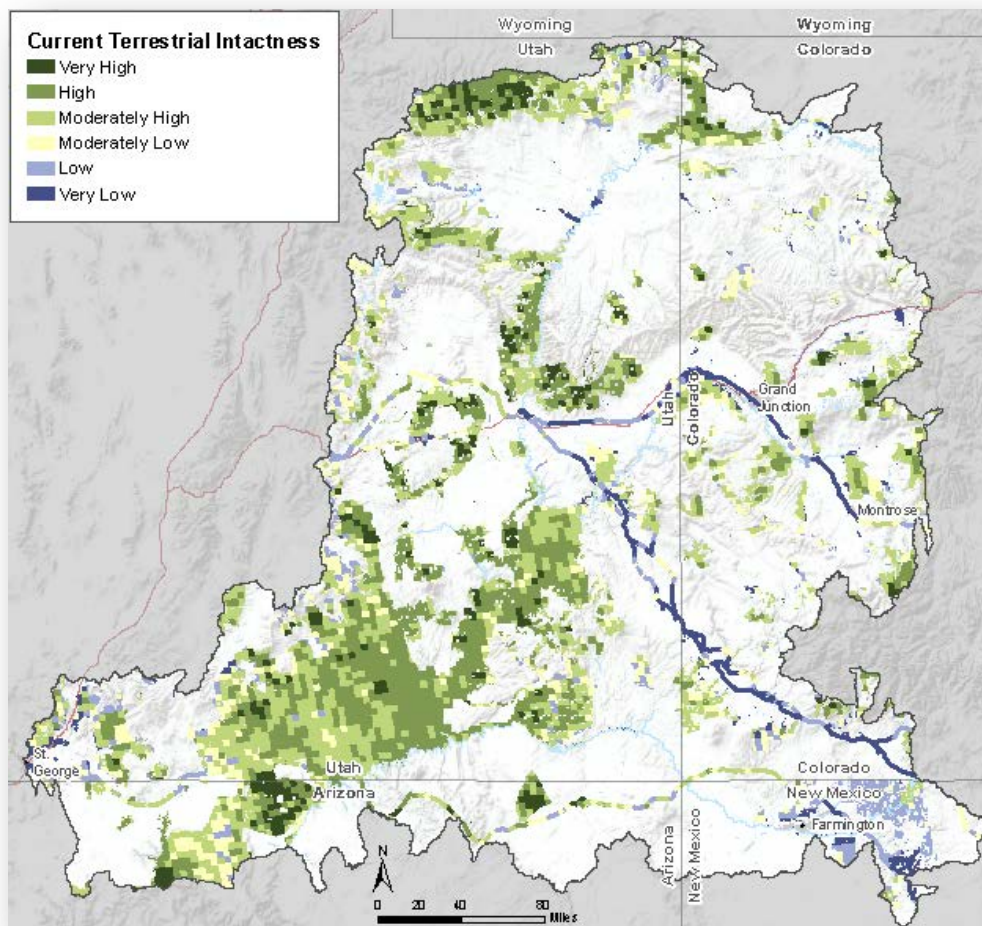 Current Terrestrial Intactness
Very High
High
Moderately High
Moderately Low
Low
Very Low
Wyoming
Utah
Wyoming
Colorado
Utah
Colorado
Grand
Junction
Montrose
St.
George
Utah
Arizona
Colorado
New Mexico
Farmington
Arizona
New Mexico
N
0 20 40 80
Miles